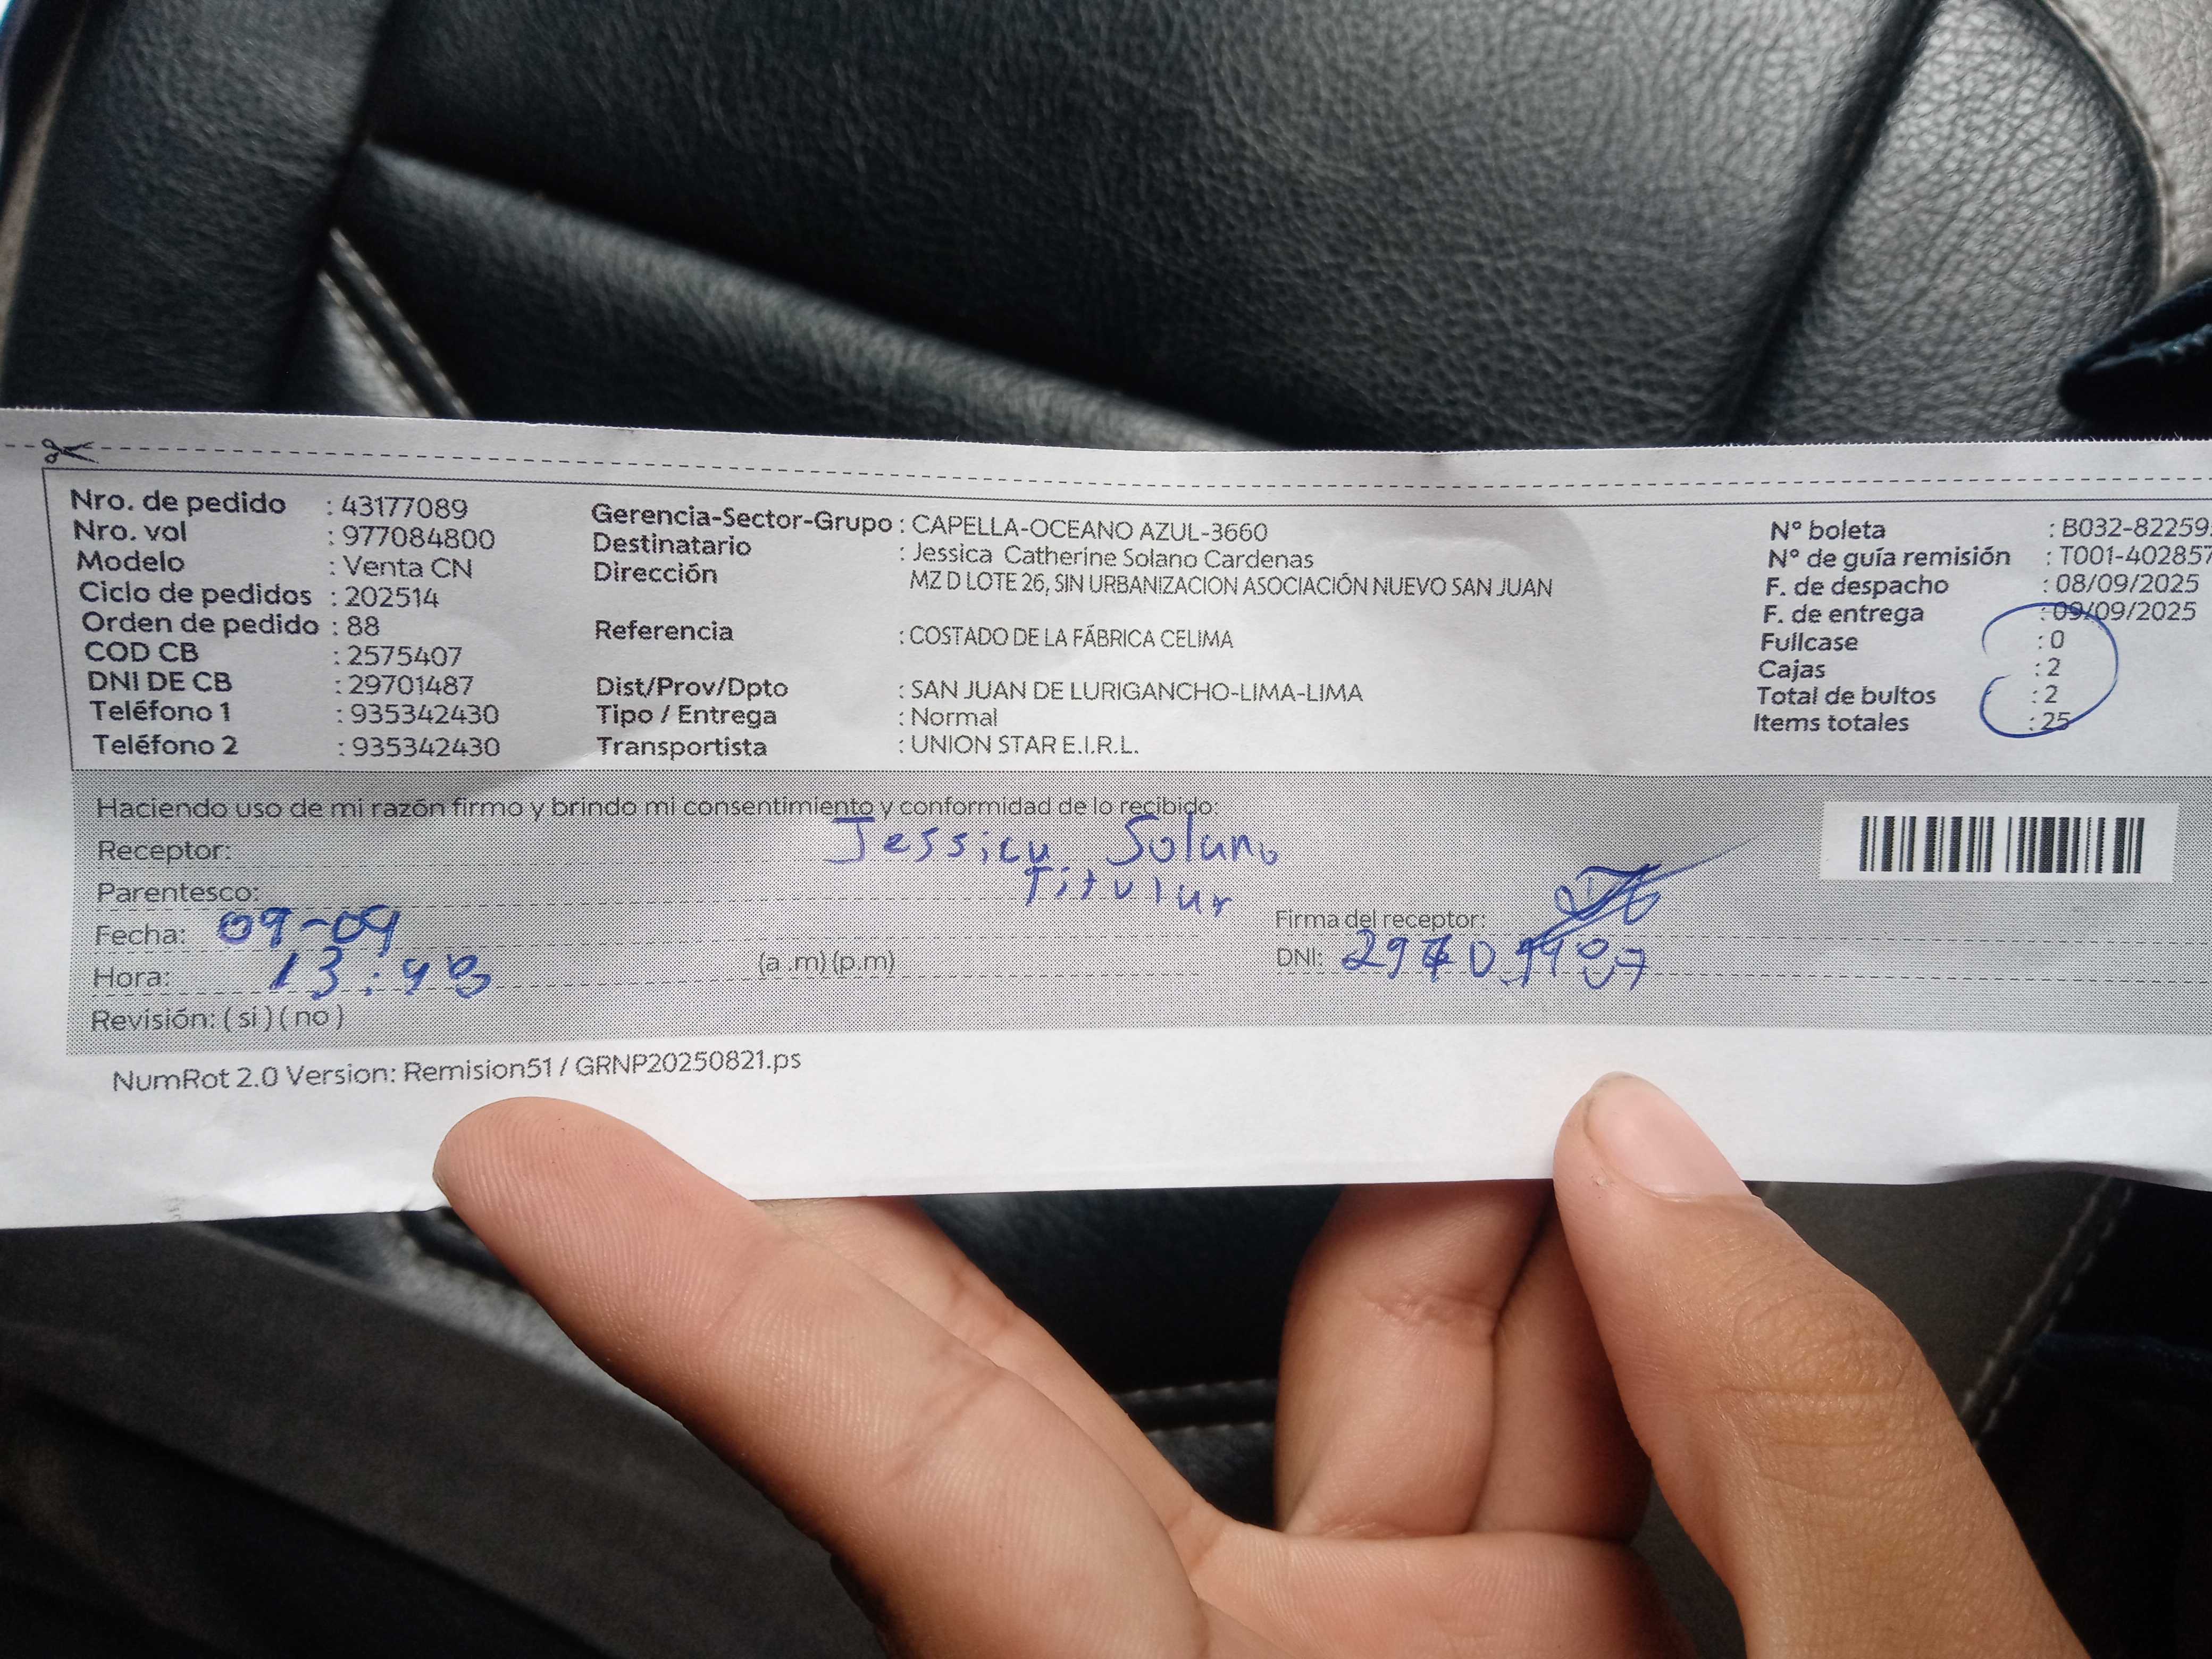 Nro. de pedido : 43177089
Nro. vol : 977084800
Modelo : Venta CN
Ciclo de pedidos : 202514
Orden de pedido : 88
COD CB : 2575407
DNI DE CB : 29701487
Teléfono 1 : 935342430
Teléfono 2 : 935342430
Gerencia-Sector-Grupo : CAPELLA-OCEANO AZUL-3660
Destinatario : Jessica Catherine Solano Cardenas
Dirección MZ D LOTE 26, SIN URBANIZACION ASOCIACIÓN NUEVO SAN JUAN
Referencia : COSTADO DE LA FÁBRICA CELIMA
Dist/Prov/Dpto : SAN JUAN DE LURIGANCHO-LIMA-LIMA
Tipo / Entrega : Normal
Transportista : UNION STAR E.I.R.L.
N° boleta : B032-82259
N° de guía remisión : T001-402857
F. de despacho : 08/09/2025
F. de entrega : 09/09/2025
Fullcase : 0
Cajas : 2
Total de bultos : 2
Items totales : 25
Haciendo uso de mi razón firmo y brindo mi consentimiento y conformidad de lo recibido:
Receptor: Jessica Solano
Parentesco: Titular
Fecha: 09-09
Firma del receptor:
Hora: 13:48 (a.m) (p.m)
DNI: 29701487
Revisión: ( si ) ( no )
NumRot 2.0 Version: Remision51 / GRNP20250821.ps